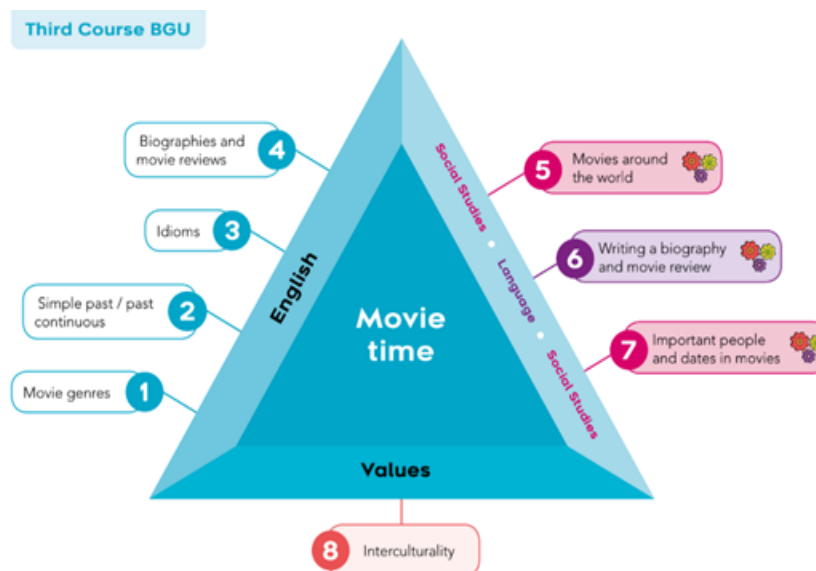 Third Course BGU
Biographies and
movie reviews
4
Idioms
3
Simple past / past
continuous
2
Movie genres
1
English
Movie
time
Social Studies • Language • Social Studies
5
Movies around
the world
6
Writing a biography
and movie review
7
Important people
and dates in movies
Values
8
Interculturality